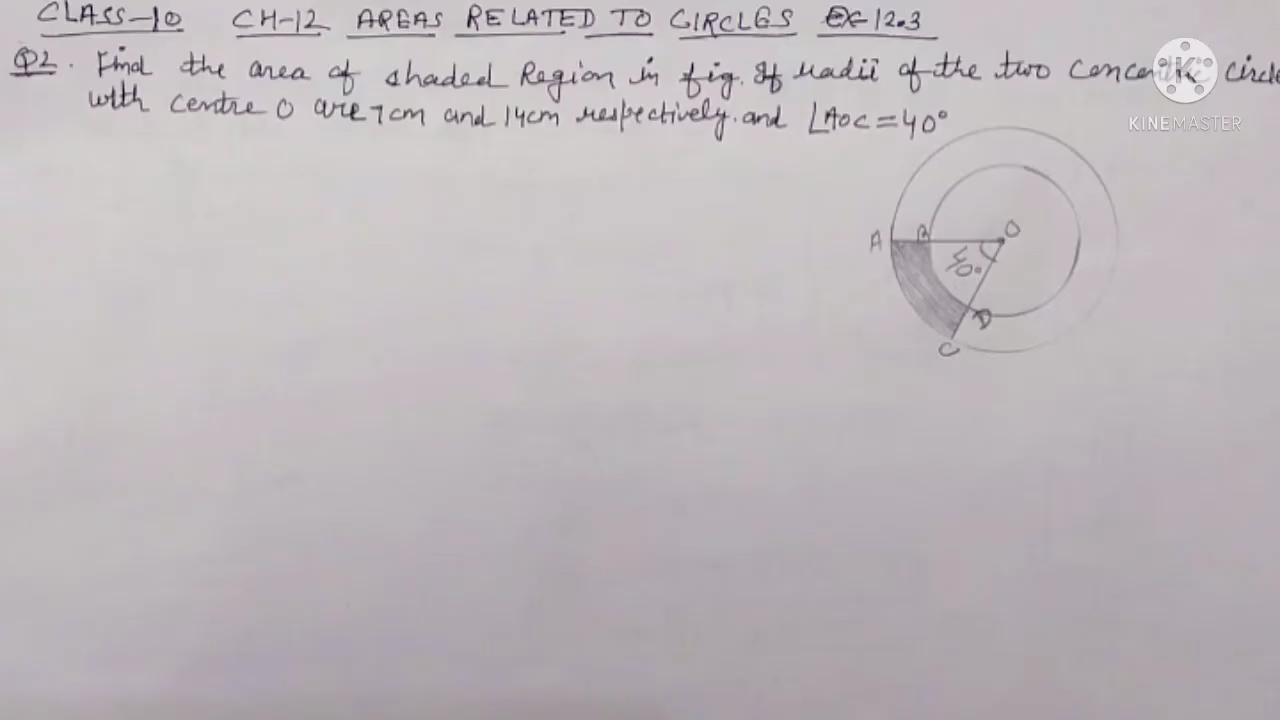 CLASS-10 CH-12 AREAS RELATED TO CIRCLES EX-12.3
Q2. Find the area of shaded Region in fig. If radii of the two concentric circle
with centre O are 7cm and 14cm respectively. and ∠AOC = 40°
KINEMASTER
A B O
40°
D
C